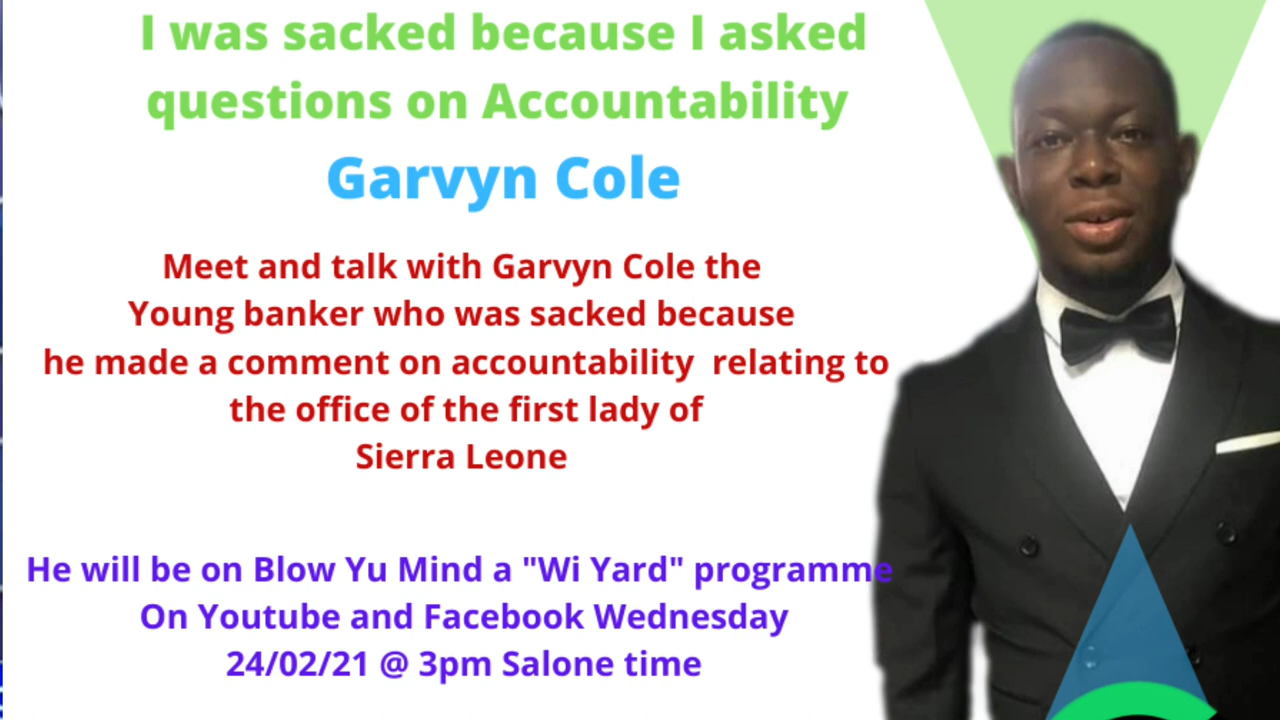 I was sacked because I asked
questions on Accountability
Garvyn Cole
Meet and talk with Garvyn Cole the
Young banker who was sacked because
he made a comment on accountability  relating to
the office of the first lady of
Sierra Leone
He will be on Blow Yu Mind a "Wi Yard" programme
On Youtube and Facebook Wednesday
24/02/21 @ 3pm Salone time